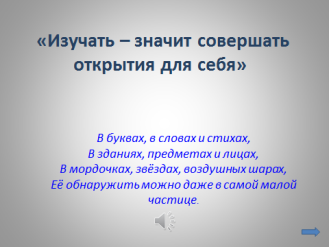 «Изучать – значит совершать
открытия для себя»
В буквах, в словах и стихах,
В зданиях, предметах и лицах,
В мордочках, звёздах, воздушных шарах,
Её обнаружить можно даже в самой малой
частице.